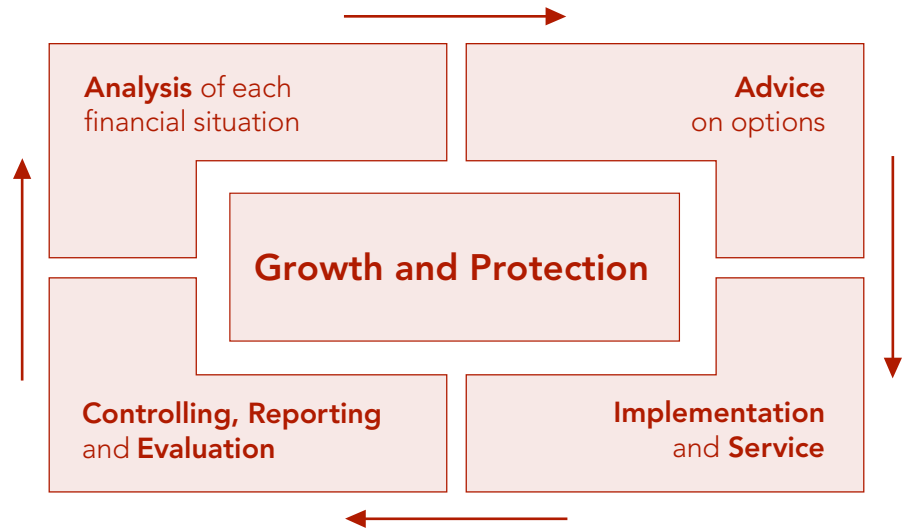 Analysis of each
financial situation
Advice
on options
Growth and Protection
Controlling, Reporting
and Evaluation
Implementation
and Service